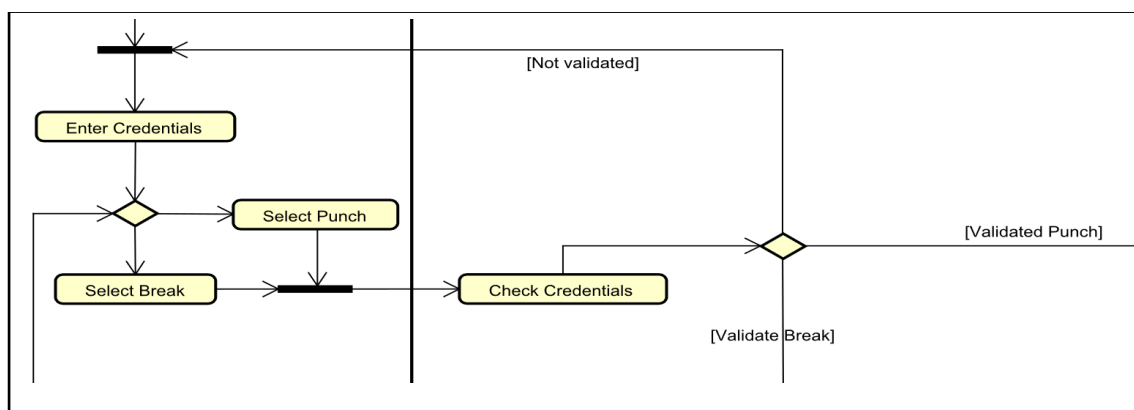 [Not validated]
Enter Credentials
Select Punch
[Validated Punch]
Select Break
Check Credentials
[Validate Break]